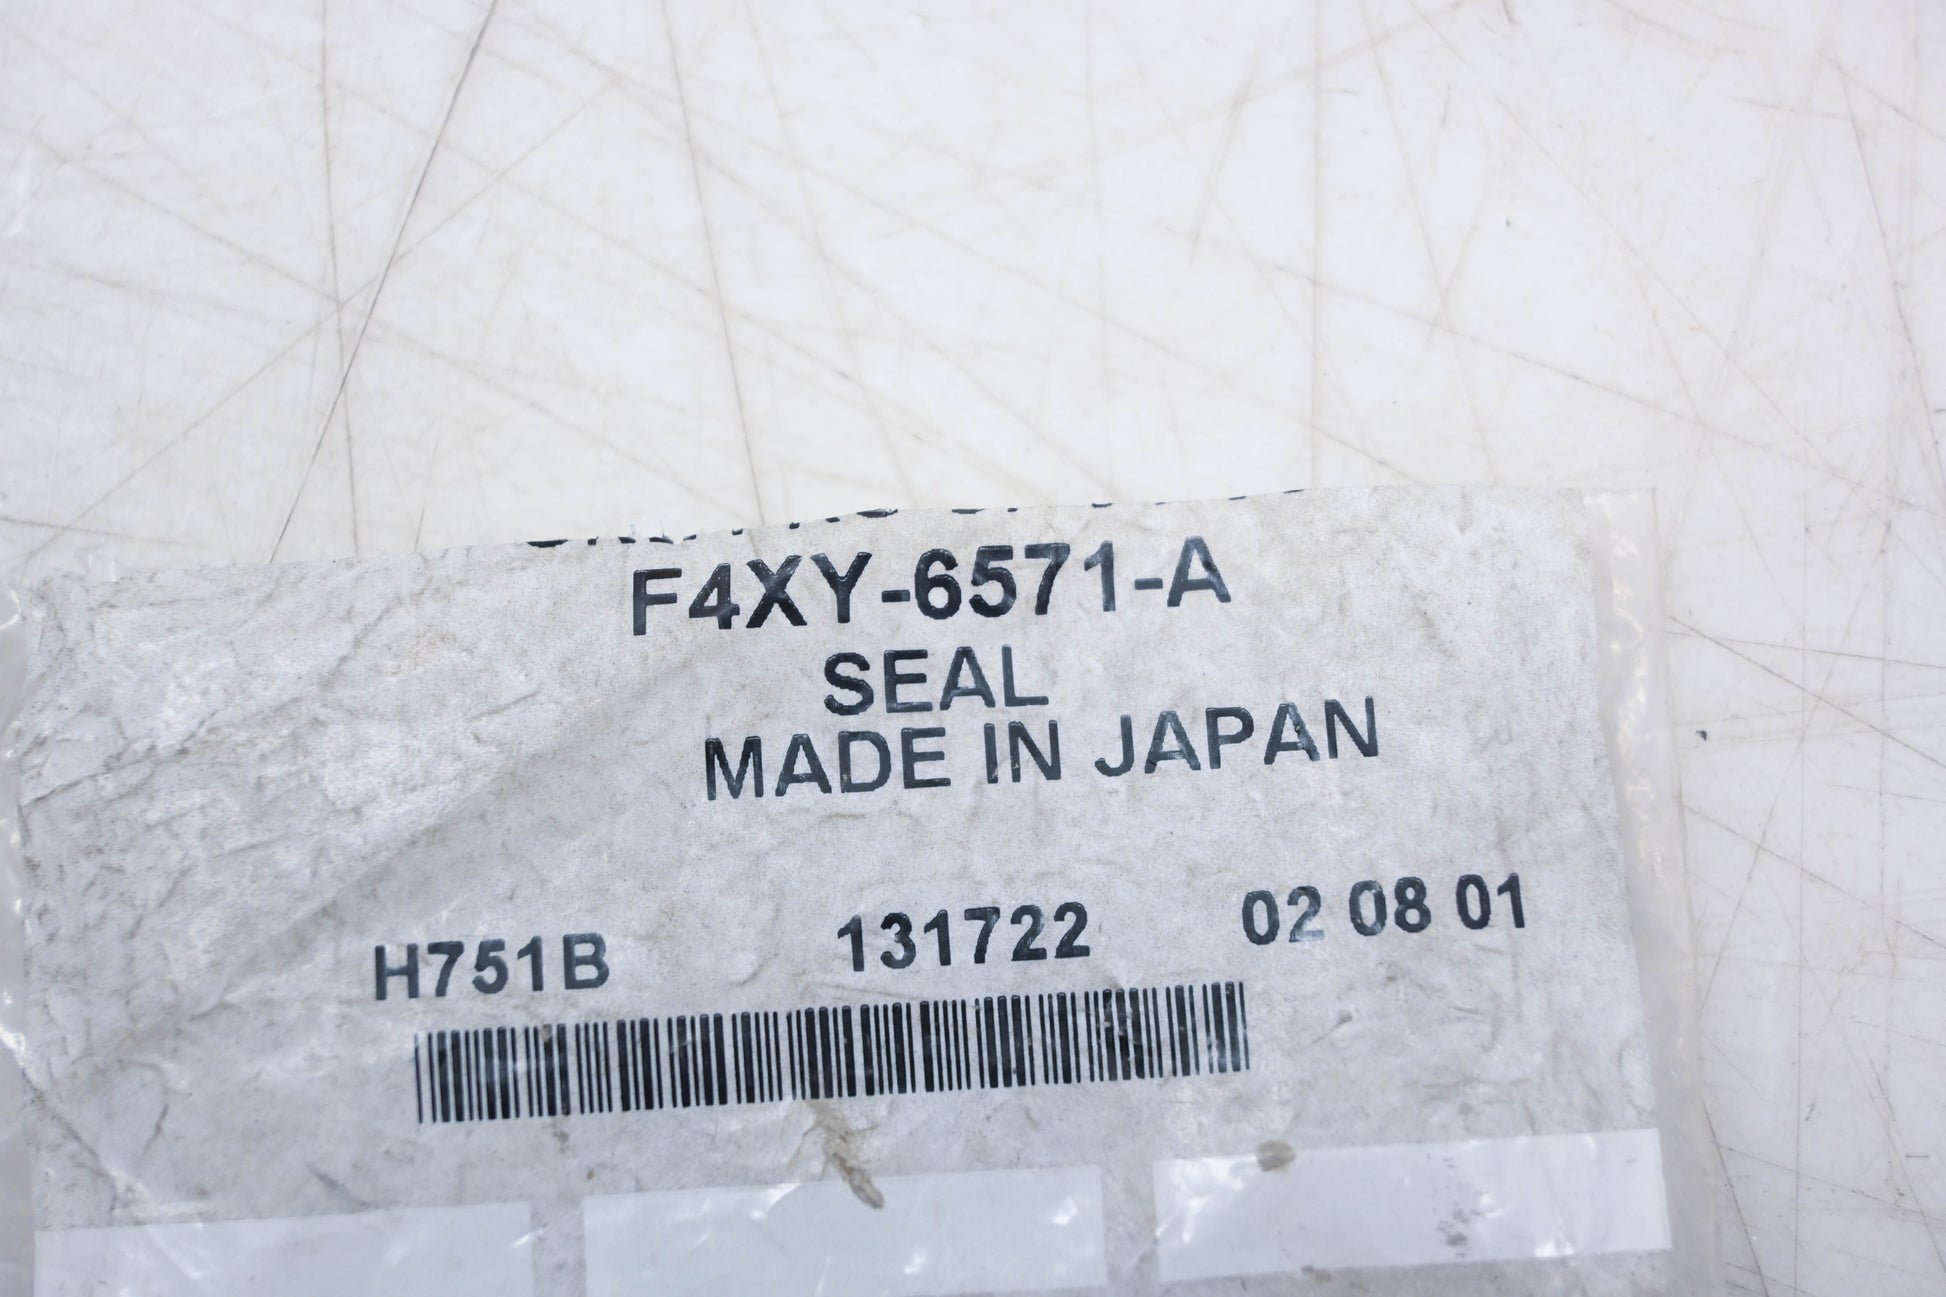 F4XY-6571-A
SEAL
MADE IN JAPAN
H751B 131722 02 08 01